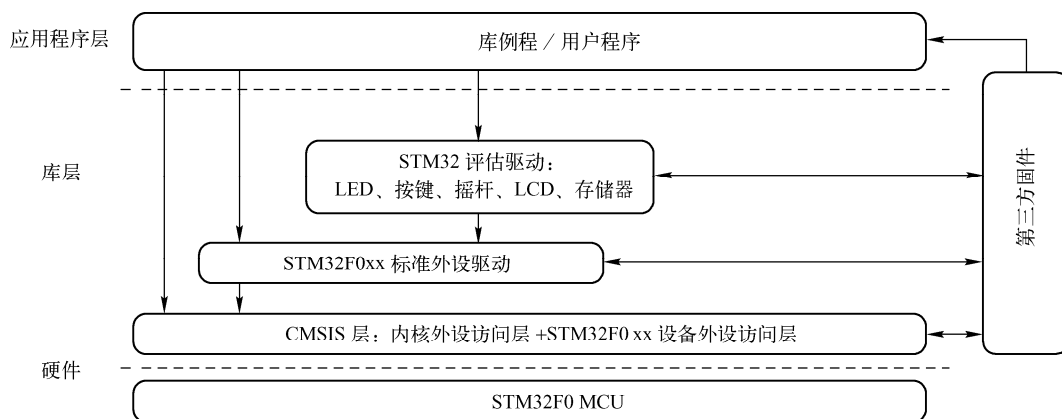 应用程序层
库例程 / 用户程序
库层
STM32 评估驱动：
LED、按键、摇杆、LCD、存储器
第三方固件
STM32F0xx 标准外设驱动
CMSIS 层：内核外设访问层 +STM32F0 xx 设备外设访问层
硬件
STM32F0 MCU